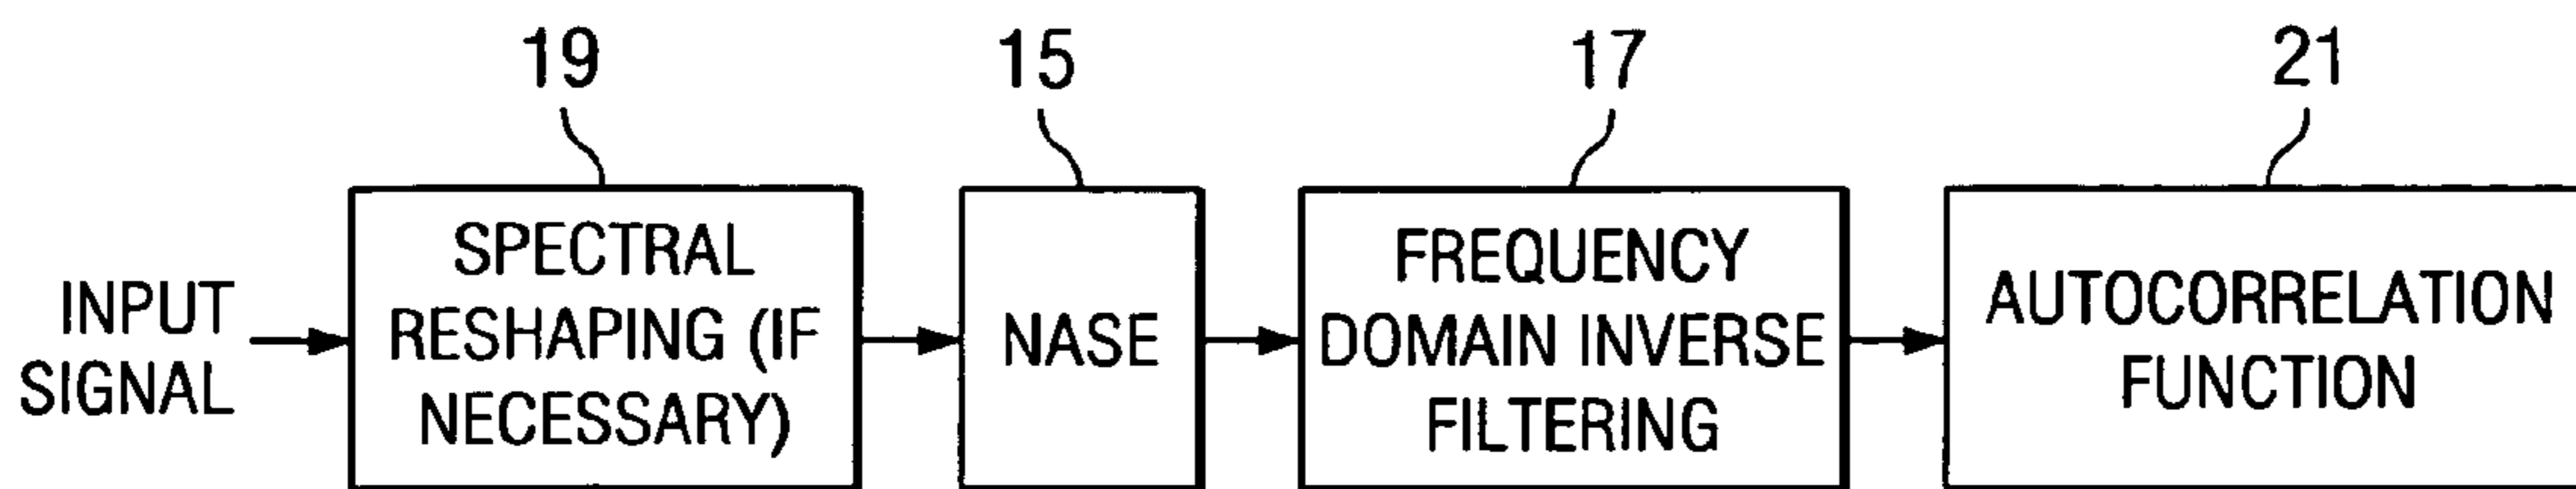 19
15
17
21
INPUT
SIGNAL
SPECTRAL
RESHAPING (IF
NECESSARY)
NASE
FREQUENCY
DOMAIN INVERSE
FILTERING
AUTOCORRELATION
FUNCTION